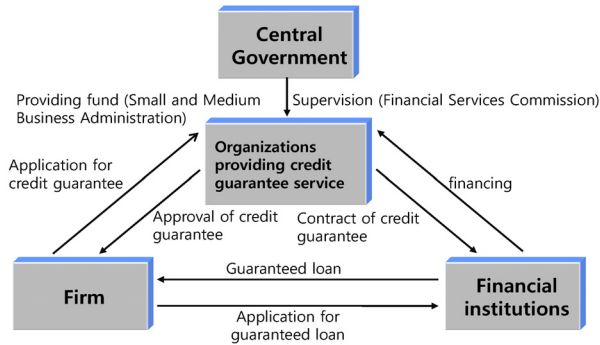 Central
Government
Providing fund (Small and Medium
Business Administration)
Supervision (Financial Services Commission)
Organizations
providing credit
guarantee service
Application for
credit guarantee
financing
Approval of credit
guarantee
Contract of credit
guarantee
Guaranteed loan
Firm
Financial
institutions
Application for
guaranteed loan